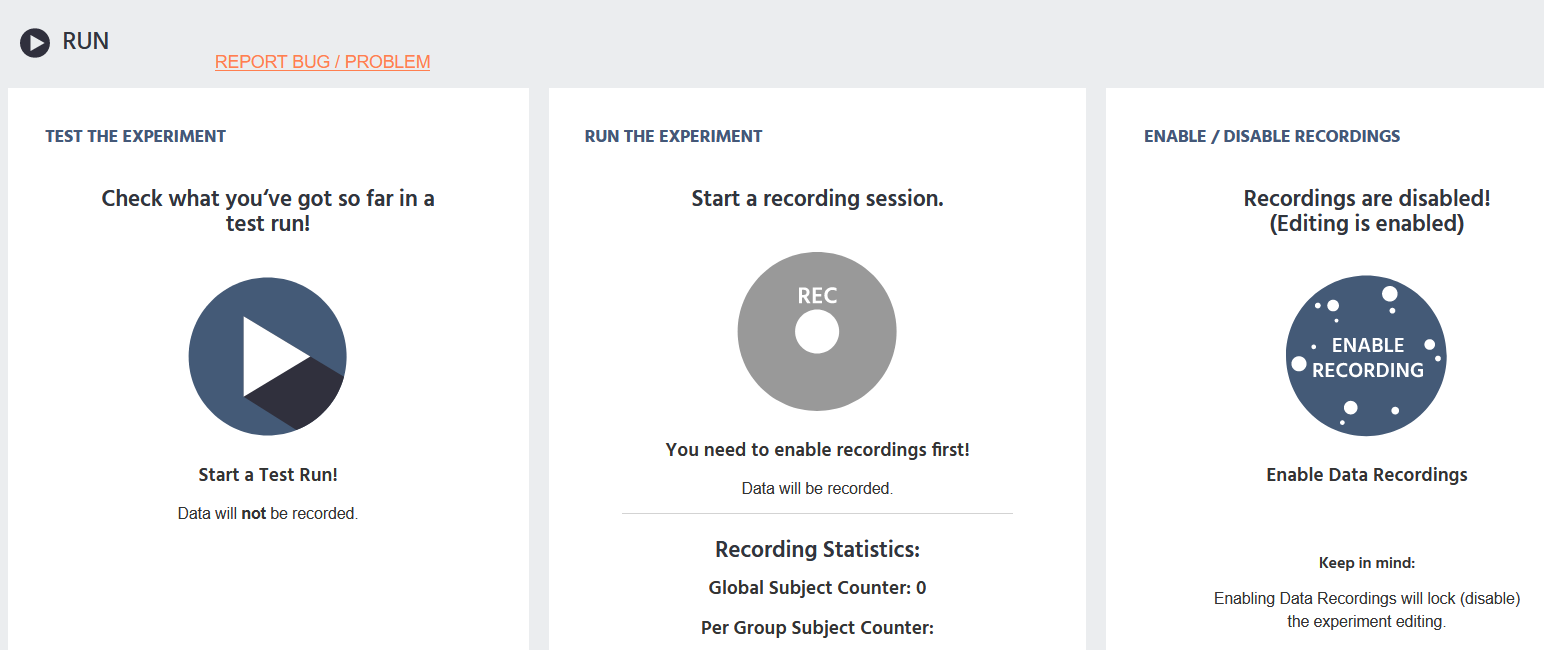 RUN
REPORT BUG / PROBLEM
TEST THE EXPERIMENT
Check what you've got so far in a
test run!
Start a Test Run!
Data will not be recorded.
RUN THE EXPERIMENT
Start a recording session.
REC
You need to enable recordings first!
Data will be recorded.
Recording Statistics:
Global Subject Counter: 0
Per Group Subject Counter:
ENABLE / DISABLE RECORDINGS
Recordings are disabled!
(Editing is enabled)
ENABLE
RECORDING
Enable Data Recordings
Keep in mind:
Enabling Data Recordings will lock (disable)
the experiment editing.